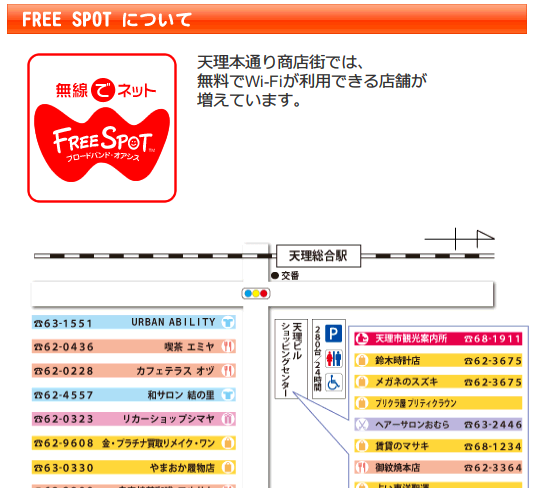 FREE SPOT について
無線でネット
FREESPOT™
フロードバンド・オアシス
天理本通り商店街では、
無料でWi-Fiが利用できる店舗が
増えています。
天理総合駅
交番
☎63-1551 URBAN ABILITY
☎62-0436 喫茶 エミヤ
☎62-0228 カフェテラス オヅ
☎62-4557 和サロン 結の里
☎62-0323 リカーショップシマヤ
☎62-9608 金・プラチナ買取リメイク・ワン
☎63-0330 やまおか履物店
天理ビル
ショッピングセンター
280台/24時間
P
天理市観光案内所 ☎68-1911
鈴木時計店 ☎62-3675
メガネのスズキ ☎62-3675
プリクラ屋プリティクラウン
ヘアーサロンおむら ☎63-2446
賃貸のマサキ ☎68-1234
御紋焼本店 ☎62-3364